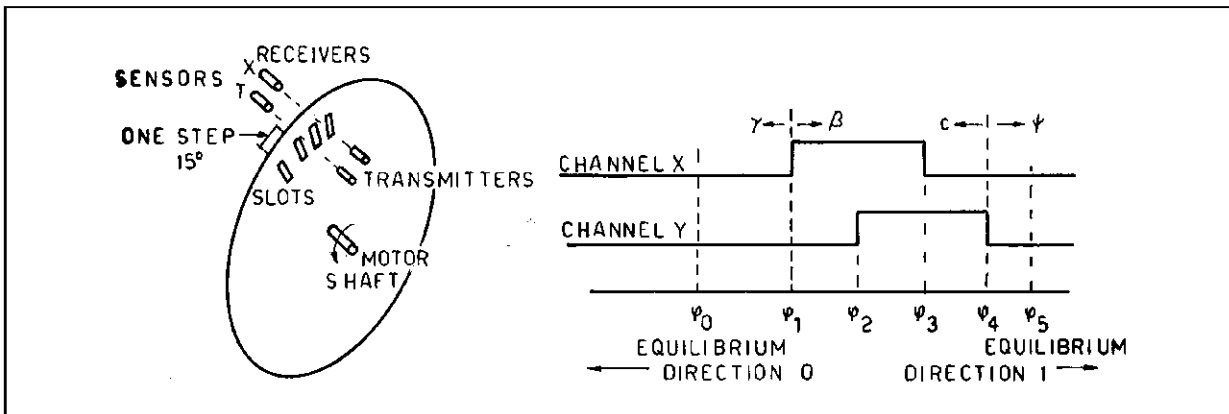 X RECEIVERS
SENSORS
T
ONE STEP
15°
SLOTS
TRANSMITTERS
MOTOR
SHAFT
γ β c ψ
CHANNEL X
CHANNEL Y
φ0 φ1 φ2 φ3 φ4 φ5
EQUILIBRIUM EQUILIBRIUM
DIRECTION 0 DIRECTION 1